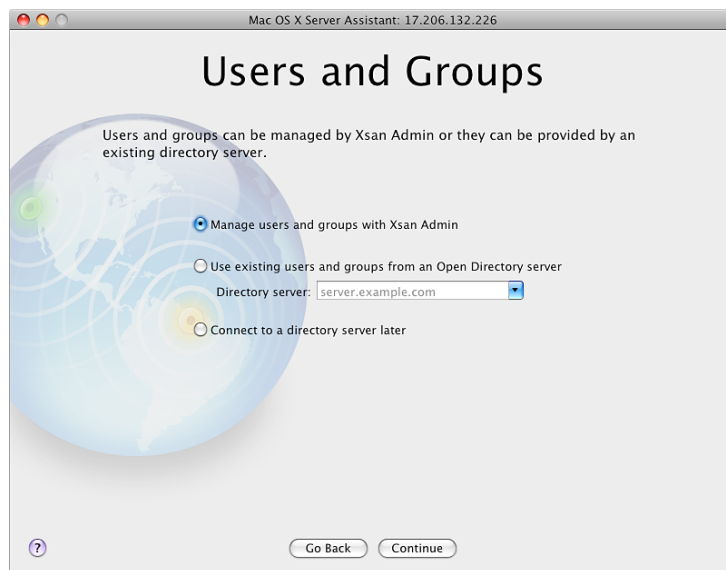 Mac OS X Server Assistant: 17.206.132.226
Users and Groups
Users and groups can be managed by Xsan Admin or they can be provided by an
existing directory server.
Manage users and groups with Xsan Admin
Use existing users and groups from an Open Directory server
Directory server: server.example.com
Connect to a directory server later
? Go Back Continue